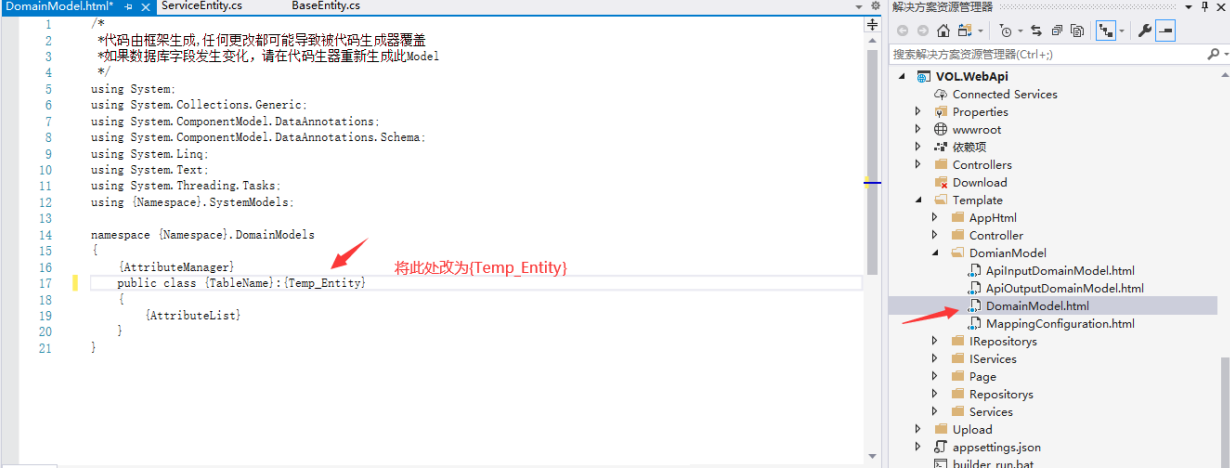 DomainModel.html* ServiceEntity.cs BaseEntity.cs
1 /*
2 *代码由框架生成,任何更改都可能导致被代码生成器覆盖
3 *如果数据库字段发生变化，请在代码生器重新生成此Model
4 */
5 using System;
6 using System.Collections.Generic;
7 using System.ComponentModel.DataAnnotations;
8 using System.ComponentModel.DataAnnotations.Schema;
9 using System.Linq;
10 using System.Text;
11 using System.Threading.Tasks;
12 using {Namespace}.SystemModels;
13
14 namespace {Namespace}.DomainModels
15 {
16 {AttributeManager}
17 public class {TableName}:{Temp_Entity}
18 {
19 {AttributeList}
20 }
21 }
将此处改为{Temp_Entity}
解决方案资源管理器
搜索解决方案资源管理器(Ctrl+;)
VOL.WebApi
Connected Services
Properties
wwwroot
依赖项
Controllers
Download
Template
AppHtml
Controller
DomianModel
ApiInputDomainModel.html
ApiOutputDomainModel.html
DomainModel.html
MappingConfiguration.html
IRepositorys
IServices
Page
Repositorys
Services
Upload
appsettings.json
builder_run.bat